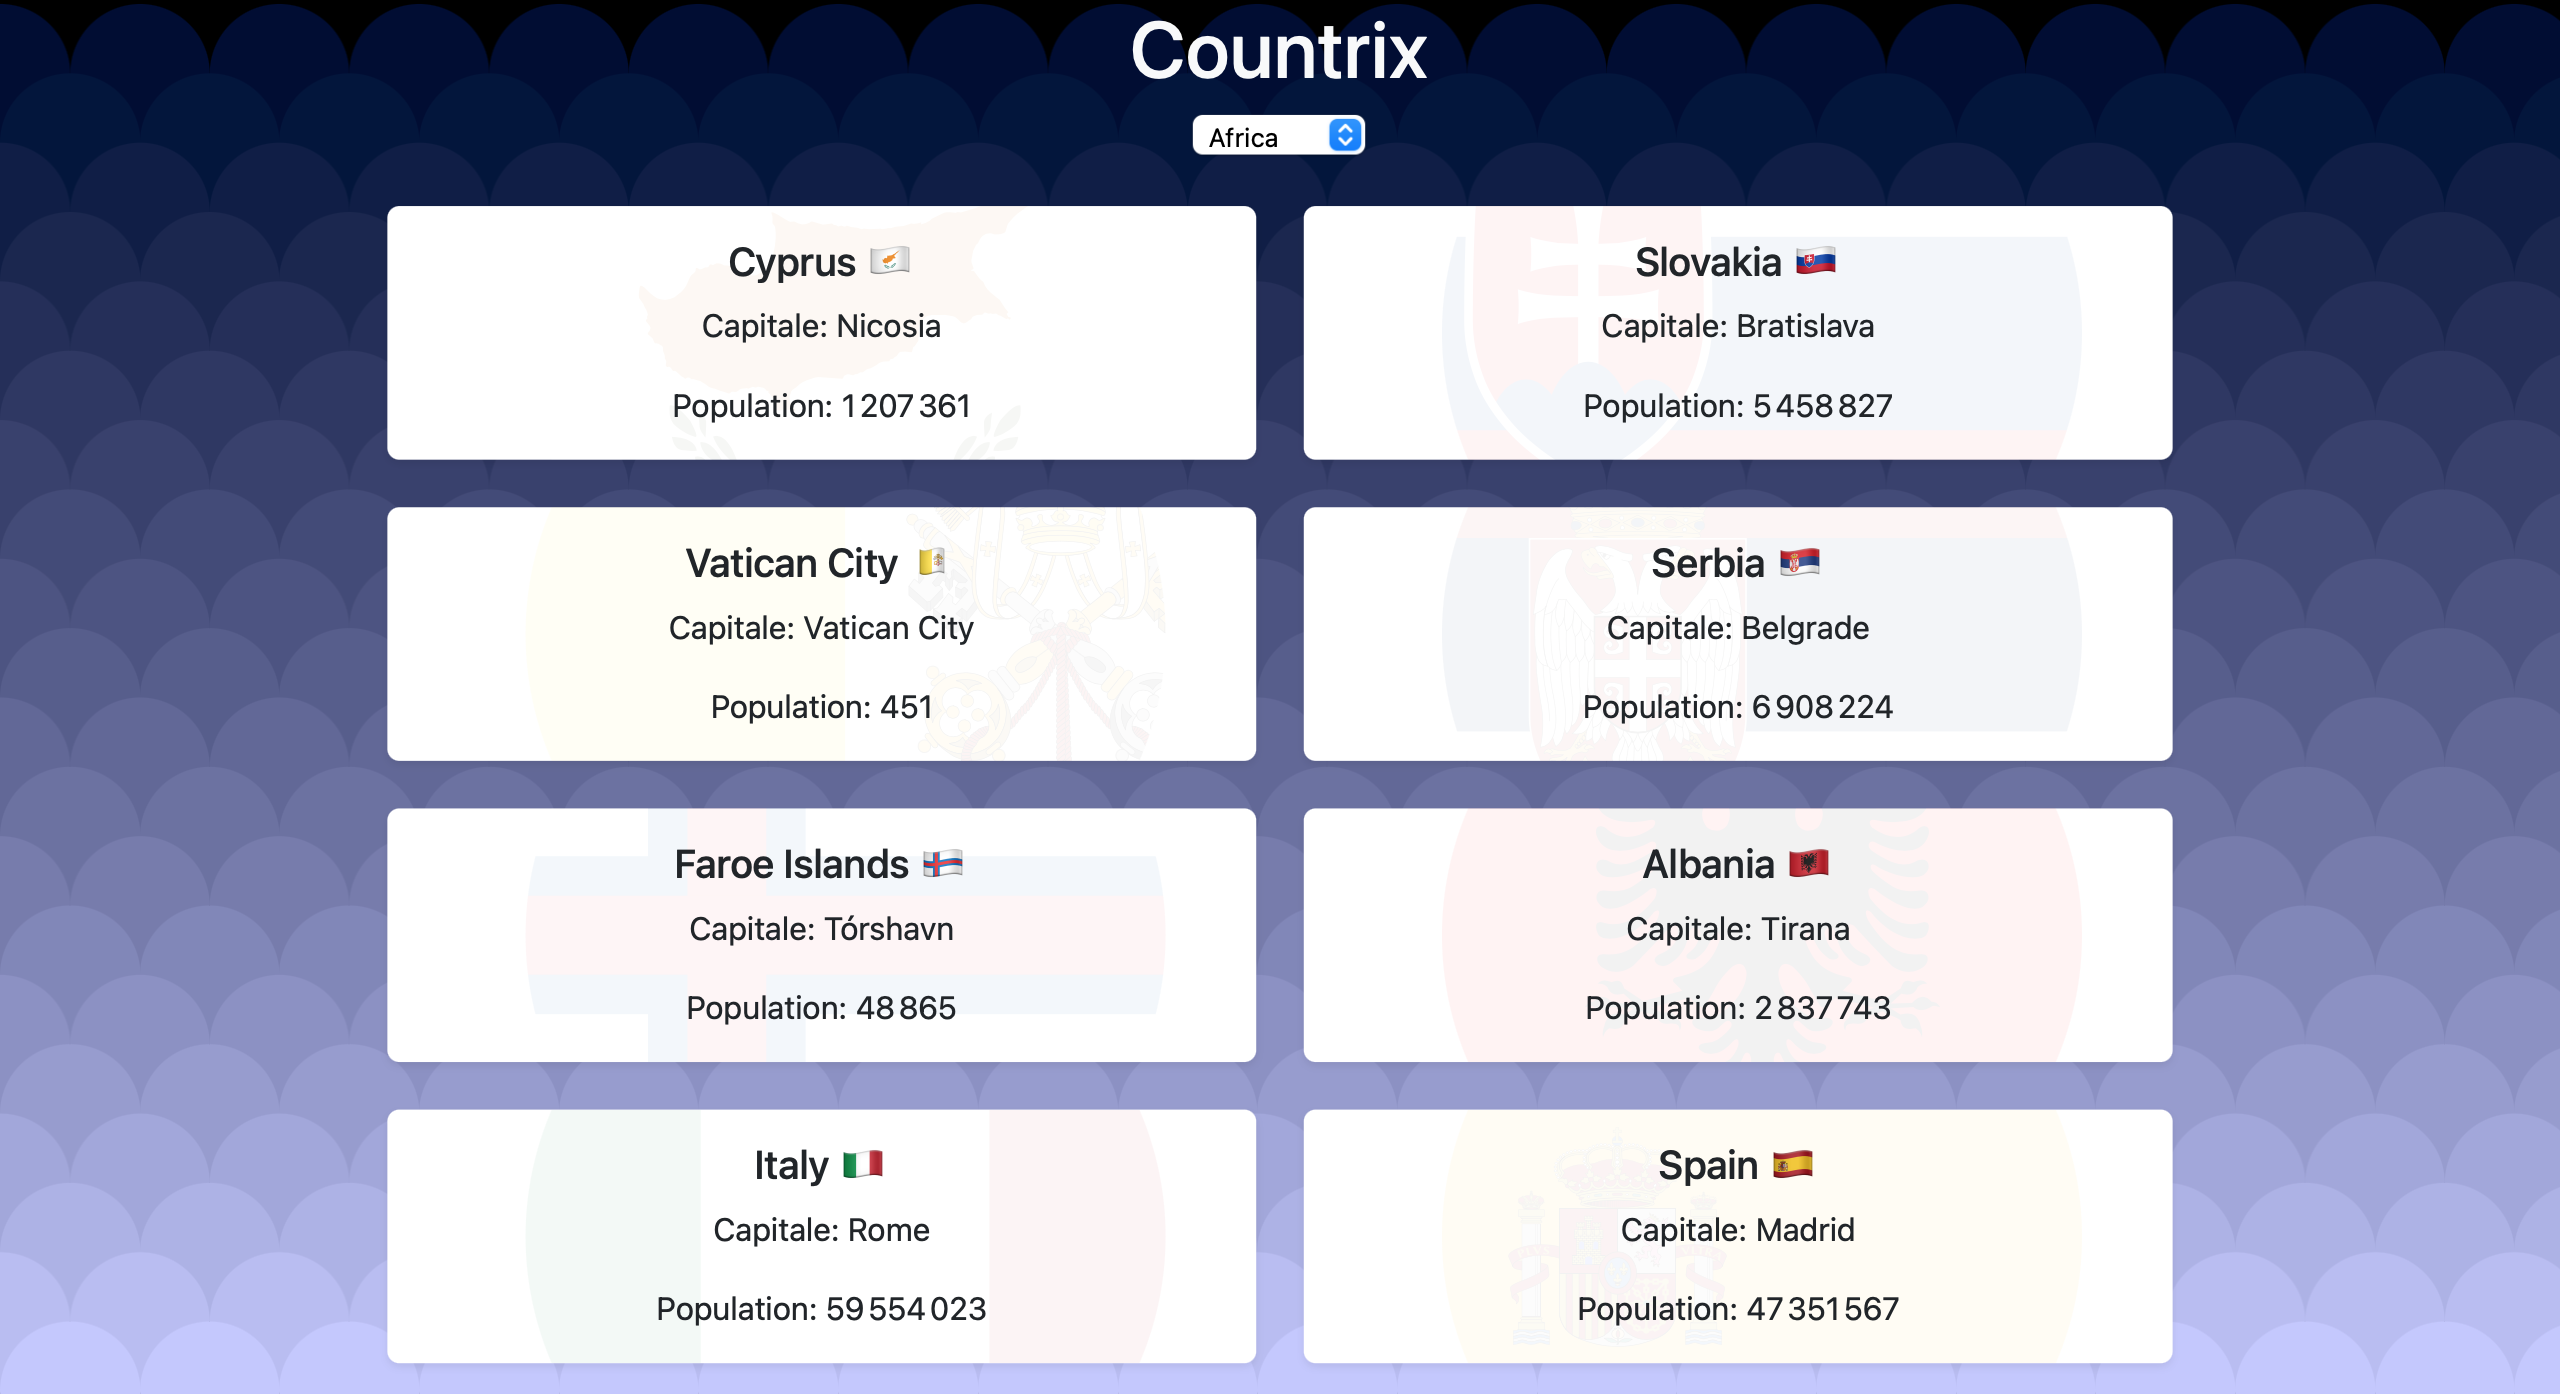 Countrix
Africa
Cyprus 🇨🇾
Capitale: Nicosia
Population: 1 207 361
Slovakia 🇸🇰
Capitale: Bratislava
Population: 5 458 827
Vatican City 🇻🇦
Capitale: Vatican City
Population: 451
Serbia 🇷🇸
Capitale: Belgrade
Population: 6 908 224
Faroe Islands 🇫🇴
Capitale: Tórshavn
Population: 48 865
Albania 🇦🇱
Capitale: Tirana
Population: 2 837 743
Italy 🇮🇹
Capitale: Rome
Population: 59 554 023
Spain 🇪🇸
Capitale: Madrid
Population: 47 351 567